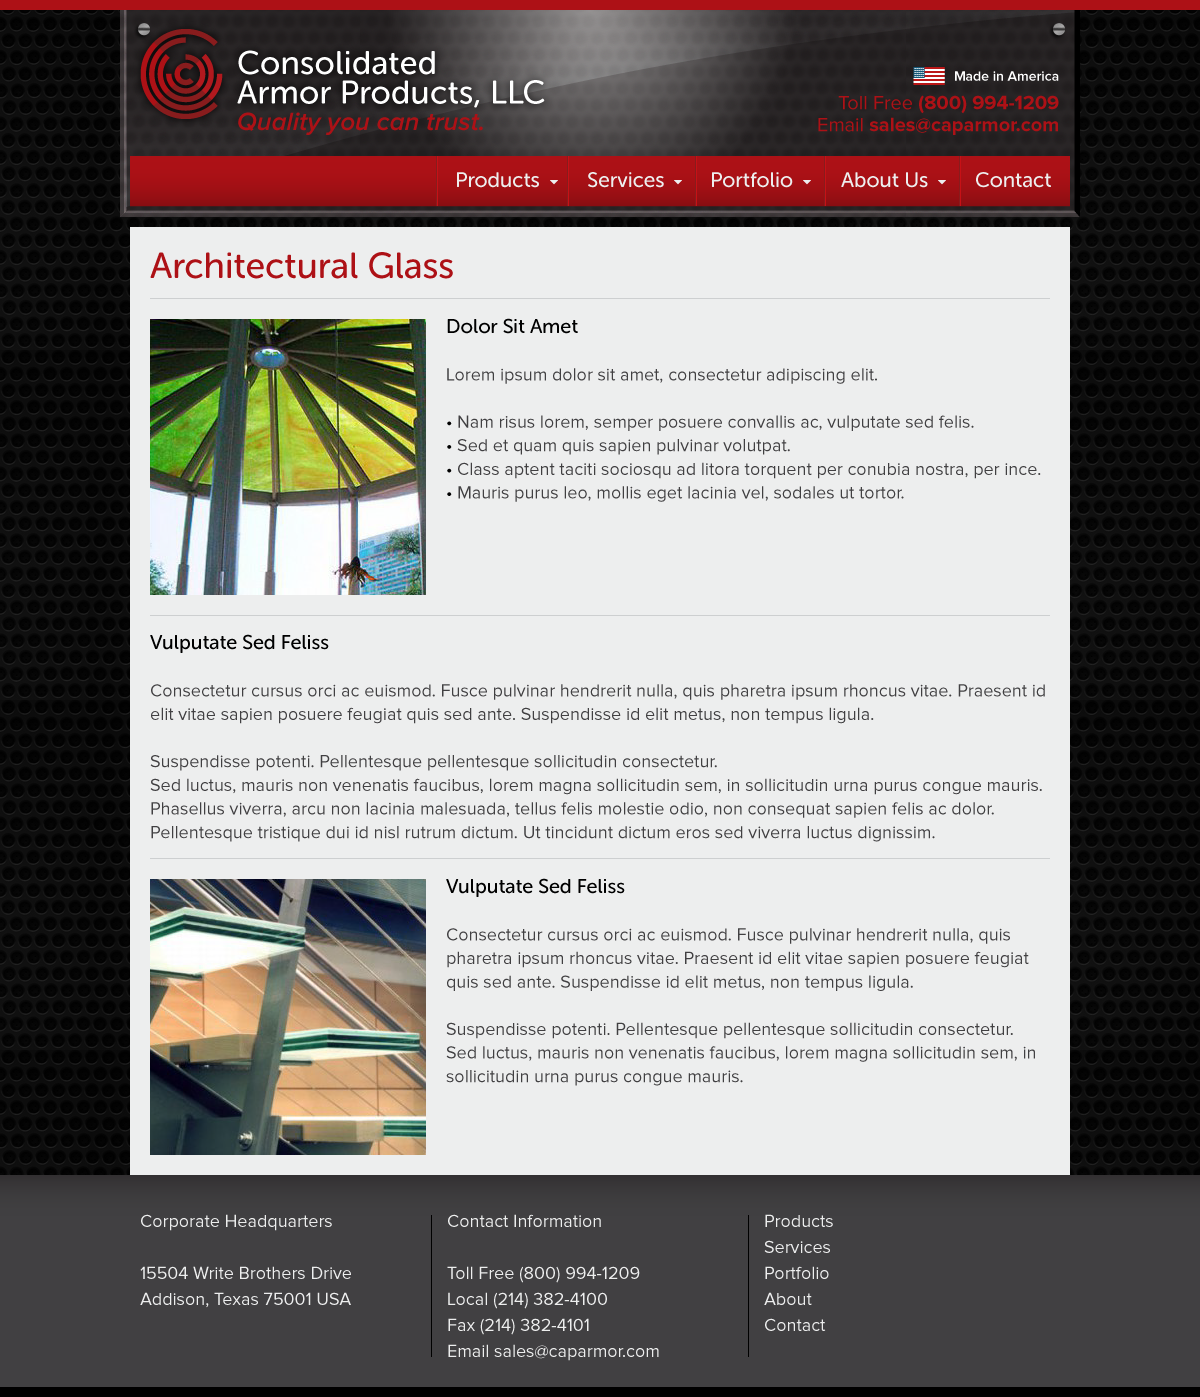 Consolidated
Armor Products, LLC
Quality you can trust.
Made in America
Toll Free (800) 994-1209
Email sales@caparmor.com
Products
Services
Portfolio
About Us
Contact
Architectural Glass
Dolor Sit Amet
Lorem ipsum dolor sit amet, consectetur adipiscing elit.
• Nam risus lorem, semper posuere convallis ac, vulputate sed felis.
• Sed et quam quis sapien pulvinar volutpat.
• Class aptent taciti sociosqu ad litora torquent per conubia nostra, per ince.
• Mauris purus leo, mollis eget lacinia vel, sodales ut tortor.
Vulputate Sed Feliss
Consectetur cursus orci ac euismod. Fusce pulvinar hendrerit nulla, quis pharetra ipsum rhoncus vitae. Praesent id
elit vitae sapien posuere feugiat quis sed ante. Suspendisse id elit metus, non tempus ligula.
Suspendisse potenti. Pellentesque pellentesque sollicitudin consectetur.
Sed luctus, mauris non venenatis faucibus, lorem magna sollicitudin sem, in sollicitudin urna purus congue mauris.
Phasellus viverra, arcu non lacinia malesuada, tellus felis molestie odio, non consequat sapien felis ac dolor.
Pellentesque tristique dui id nisl rutrum dictum. Ut tincidunt dictum eros sed viverra luctus dignissim.
Vulputate Sed Feliss
Consectetur cursus orci ac euismod. Fusce pulvinar hendrerit nulla, quis
pharetra ipsum rhoncus vitae. Praesent id elit vitae sapien posuere feugiat
quis sed ante. Suspendisse id elit metus, non tempus ligula.
Suspendisse potenti. Pellentesque pellentesque sollicitudin consectetur.
Sed luctus, mauris non venenatis faucibus, lorem magna sollicitudin sem, in
sollicitudin urna purus congue mauris.
Corporate Headquarters
15504 Write Brothers Drive
Addison, Texas 75001 USA
Contact Information
Toll Free (800) 994-1209
Local (214) 382-4100
Fax (214) 382-4101
Email sales@caparmor.com
Products
Services
Portfolio
About
Contact